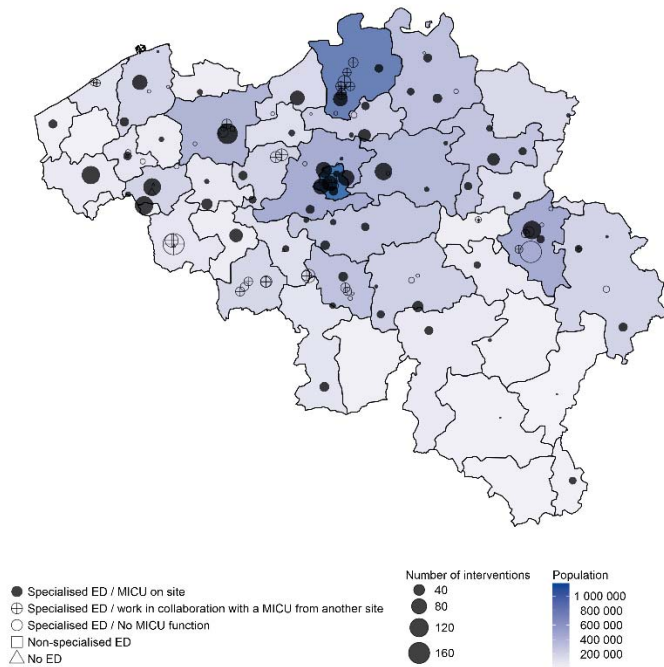 Specialised ED / MICU on site
Specialised ED / work in collaboration with a MICU from another site
Specialised ED / No MICU function
Non-specialised ED
No ED
Number of interventions
40
80
120
160
Population
1 000 000
800 000
600 000
400 000
200 000